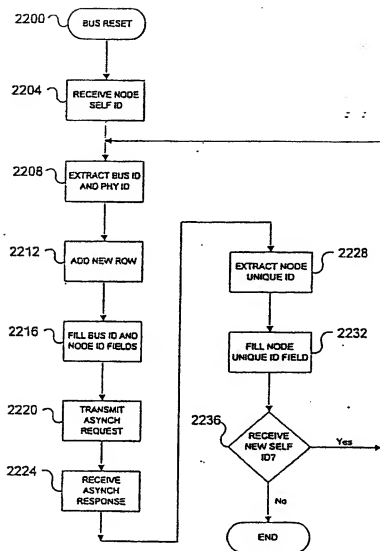 2200
BUS RESET
2204
RECEIVE NODE
SELF ID
2208
EXTRACT BUS ID
AND PHY ID
2212
ADD NEW ROW
2216
FILL BUS ID AND
NODE ID FIELDS
2220
TRANSMIT
ASYNCH
REQUEST
2224
RECEIVE
ASYNCH
RESPONSE
2228
EXTRACT NODE
UNIQUE ID
2232
FILL NODE
UNIQUE ID FIELD
2236
RECEIVE
NEW SELF
ID?
Yes
No
END